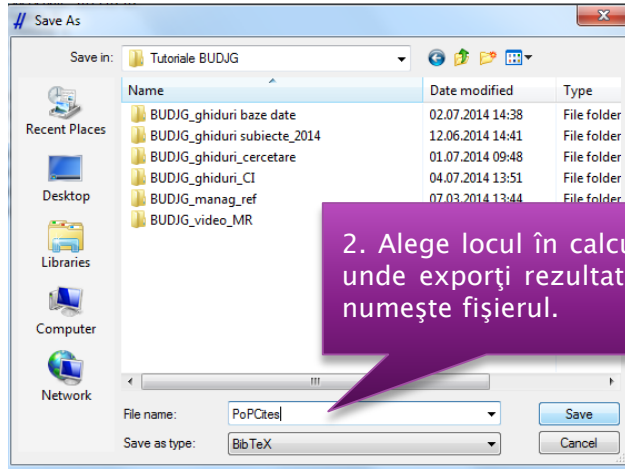 Save As
Save in: Tutoriale BUDJG
Name Date modified Type
BUDJG_ghiduri baze date 02.07.2014 14:38 File folder
BUDJG_ghiduri subiecte_2014 12.06.2014 14:41 File folder
BUDJG_ghiduri_cercetare 01.07.2014 09:48 File folder
BUDJG_ghiduri_CI 04.07.2014 13:51 File folder
BUDJG_manag_ref 07.03.2014 13:44 File folder
BUDJG_video_MR
Recent Places
Desktop
Libraries
Computer
Network
2. Alege locul în calcu
unde exporţi rezultat
numeşte fişierul.
File name: PoPCites Save
Save as type: BibTeX Cancel